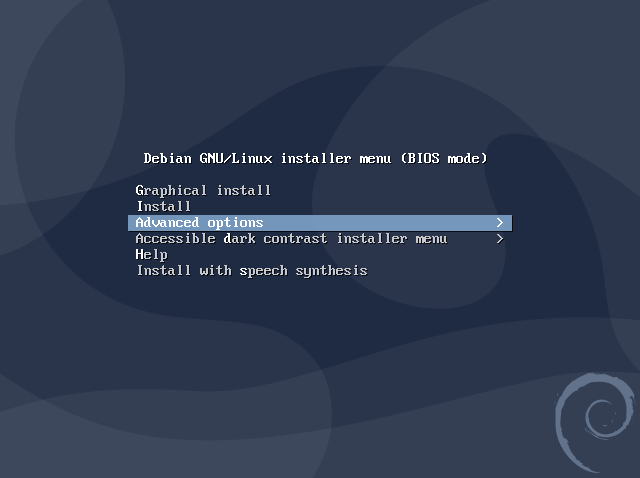 Debian GNU/Linux installer menu (BIOS mode)
Graphical install
Install
Advanced options >
Accessible dark contrast installer menu >
Help
Install with speech synthesis